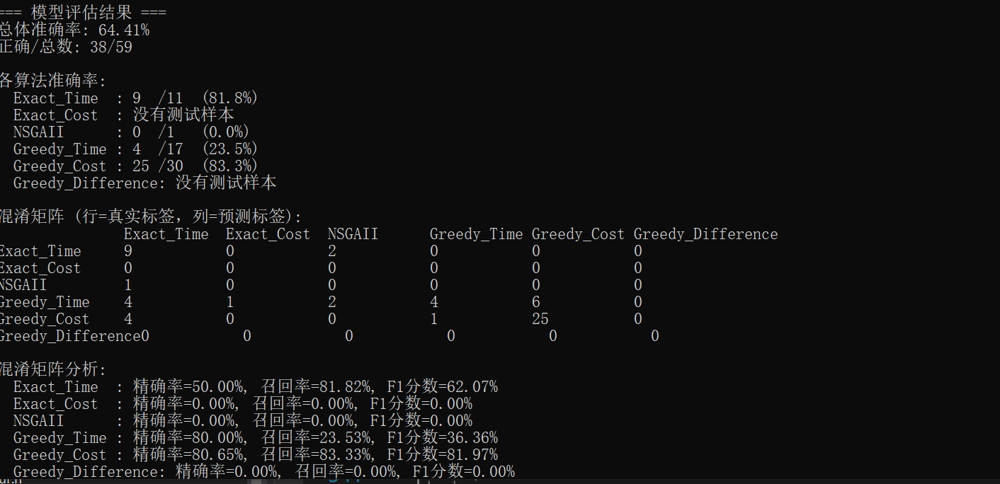 === 模型评估结果 ===
总体准确率: 64.41%
正确/总数: 38/59
各算法准确率:
Exact_Time : 9 /11 (81.8%)
Exact_Cost : 没有测试样本
NSGAII : 0 /1 (0.0%)
Greedy_Time : 4 /17 (23.5%)
Greedy_Cost : 25 /30 (83.3%)
Greedy_Difference: 没有测试样本
混淆矩阵 (行=真实标签, 列=预测标签):
Exact_Time Exact_Cost NSGAII Greedy_Time Greedy_Cost Greedy_Difference
Exact_Time 9 0 2 0 0 0
Exact_Cost 0 0 0 0 0 0
NSGAII 1 0 0 0 0 0
Greedy_Time 4 1 2 4 6 0
Greedy_Cost 4 0 0 1 25 0
Greedy_Difference0 0 0 0 0 0
混淆矩阵分析:
Exact_Time : 精确率=50.00%, 召回率=81.82%, F1分数=62.07%
Exact_Cost : 精确率=0.00%, 召回率=0.00%, F1分数=0.00%
NSGAII : 精确率=0.00%, 召回率=0.00%, F1分数=0.00%
Greedy_Time : 精确率=80.00%, 召回率=23.53%, F1分数=36.36%
Greedy_Cost : 精确率=80.65%, 召回率=83.33%, F1分数=81.97%
Greedy_Difference: 精确率=0.00%, 召回率=0.00%, F1分数=0.00%